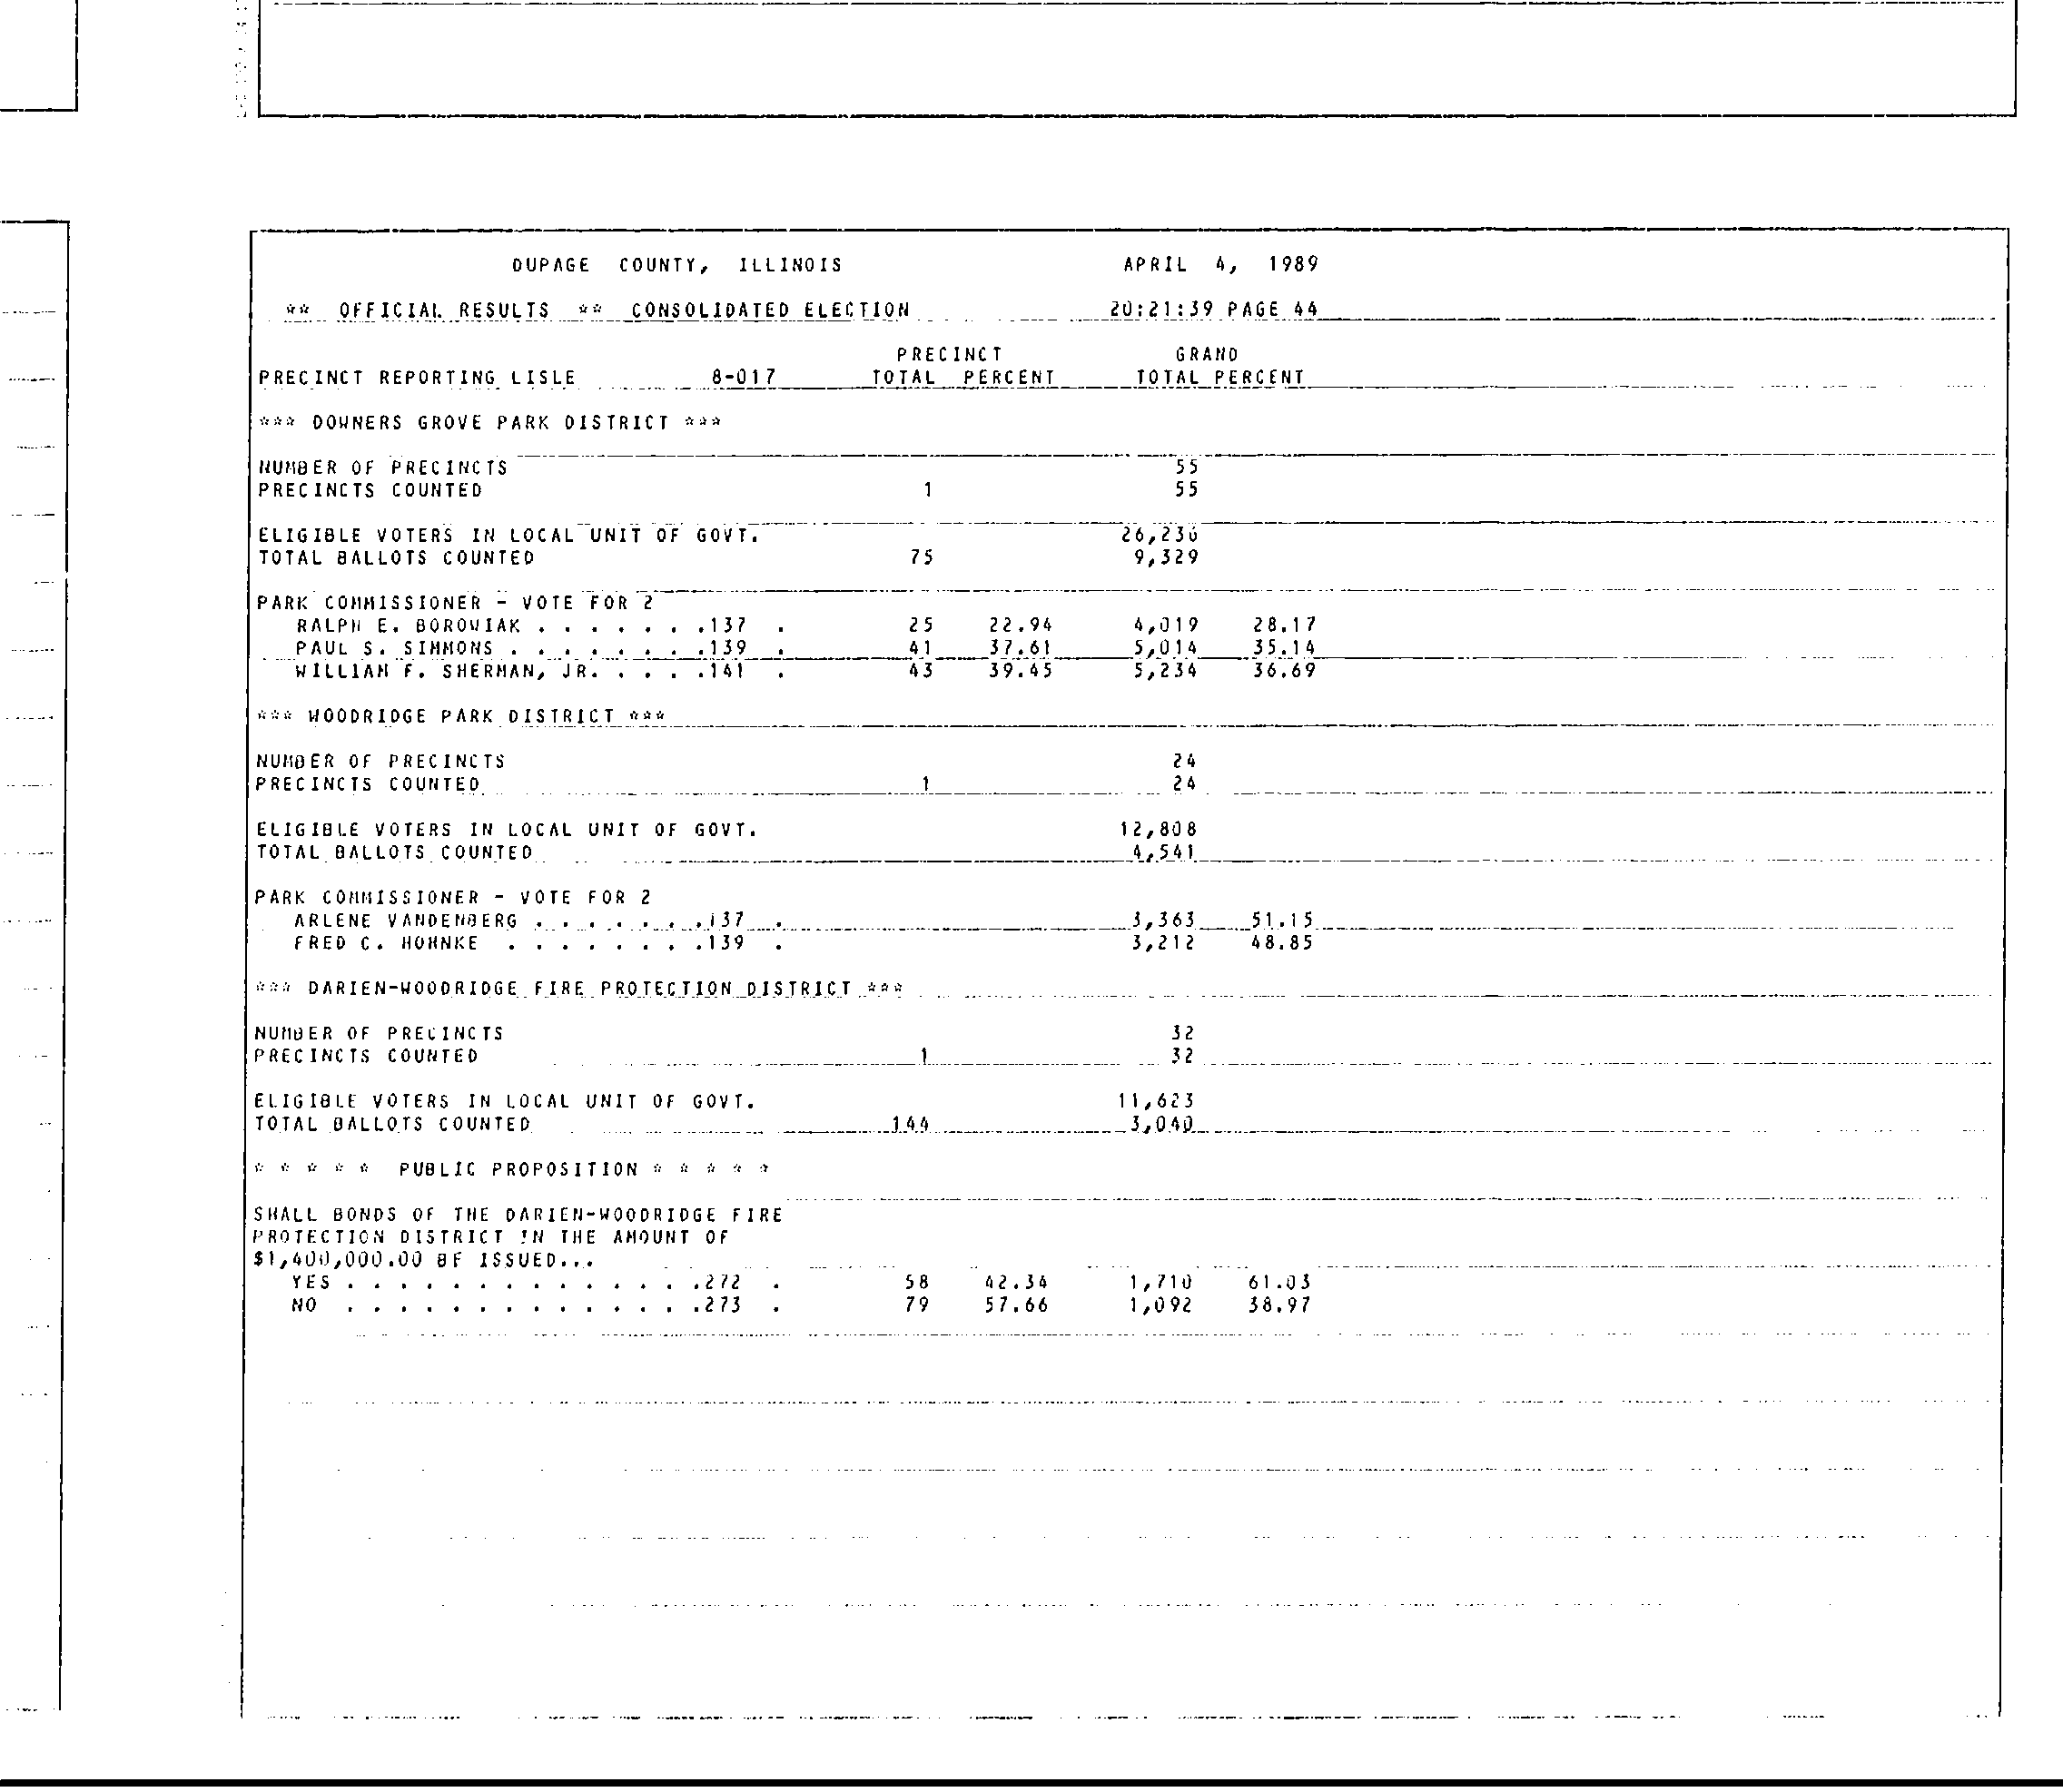 DUPAGE COUNTY, ILLINOIS APRIL 4, 1989
** OFFICIAL RESULTS ** CONSOLIDATED ELECTION 20:21:39 PAGE 44
PRECINCT GRAND
PRECINCT REPORTING LISLE 8-017 TOTAL PERCENT TOTAL PERCENT
*** DOWNERS GROVE PARK DISTRICT ***
NUMBER OF PRECINCTS 55
PRECINCTS COUNTED 1 55
ELIGIBLE VOTERS IN LOCAL UNIT OF GOVT. 26,236
TOTAL BALLOTS COUNTED 75 9,329
PARK COMMISSIONER - VOTE FOR 2
RALPH E. BOROWIAK . . . . . . .137 . 25 22.94 4,019 28.17
PAUL S. SIMMONS . . . . . . . .139 . 41 37.61 5,014 35.14
WILLIAM F. SHERMAN, JR. . . . .141 . 43 39.45 5,234 36.69
*** WOODRIDGE PARK DISTRICT ***
NUMBER OF PRECINCTS 24
PRECINCTS COUNTED 1 24
ELIGIBLE VOTERS IN LOCAL UNIT OF GOVT. 12,808
TOTAL BALLOTS COUNTED 4,541
PARK COMMISSIONER - VOTE FOR 2
ARLENE VANDENBERG . . . . . . .137 . 3,363 51.15
FRED C. HOHNKE . . . . . . . .139 . 3,212 48.85
*** DARIEN-WOODRIDGE FIRE PROTECTION DISTRICT ***
NUMBER OF PRECINCTS 32
PRECINCTS COUNTED 1 32
ELIGIBLE VOTERS IN LOCAL UNIT OF GOVT. 11,623
TOTAL BALLOTS COUNTED 144 3,040
* * * * * PUBLIC PROPOSITION * * * * *
SHALL BONDS OF THE DARIEN-WOODRIDGE FIRE
PROTECTION DISTRICT IN THE AMOUNT OF
$1,400,000.00 BE ISSUED...
YES . . . . . . . . . . . . . .272 . 58 42.34 1,710 61.03
NO . . . . . . . . . . . . . .273 . 79 57.66 1,092 38.97